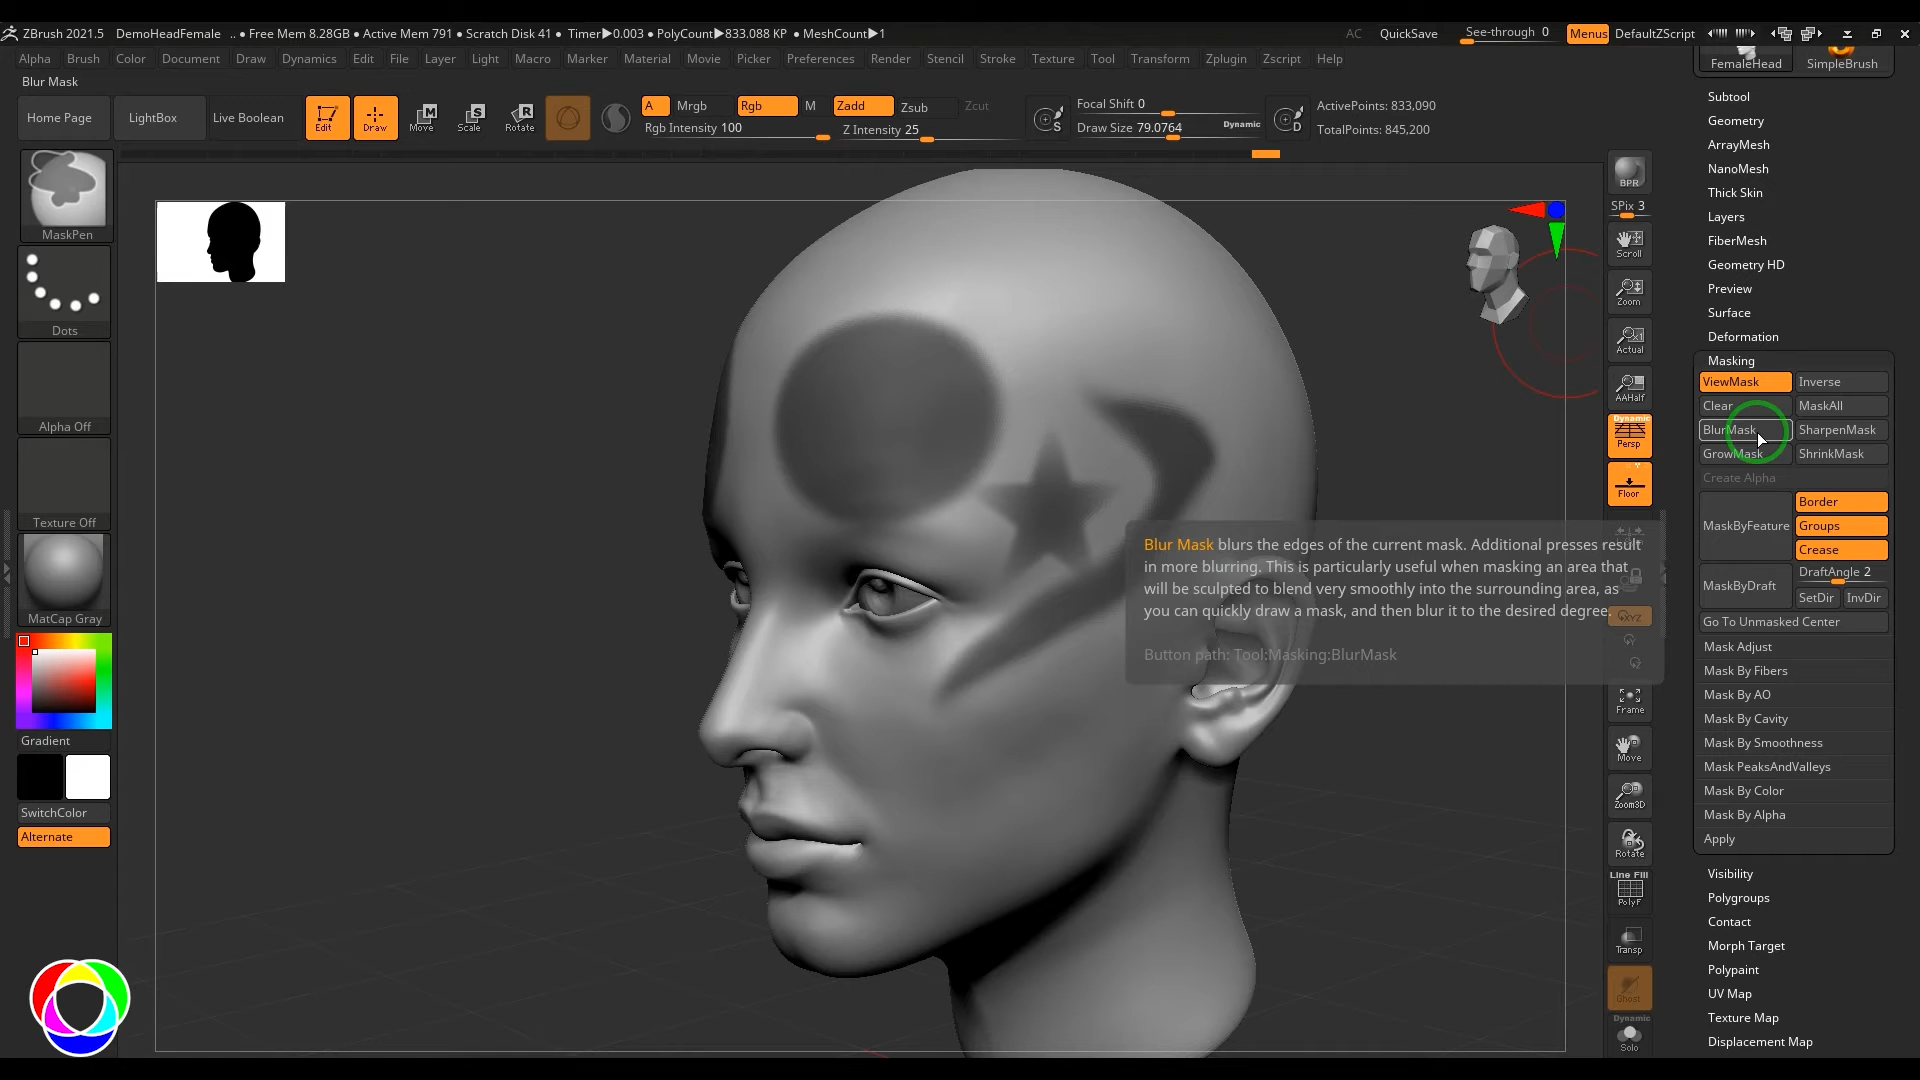 ZBrush 2021.5 DemoHeadFemale .. ● Free Mem 8.28GB ● Active Mem 791 ● Scratch Disk 41 ● Timer▶0.003 ● PolyCount▶833.088 KP ● MeshCount▶1 AC QuickSave See-through 0 Menus DefaultZScript
Alpha Brush Color Document Draw Dynamics Edit File Layer Light Macro Marker Material Movie Picker Preferences Render Stencil Stroke Texture Tool Transform Zplugin Zscript Help
Blur Mask
Home Page LightBox Live Boolean Edit Draw Move Scale Rotate
A Mrgb Rgb M Zadd Zsub Zcut
Rgb Intensity 100 Z Intensity 25
S
Focal Shift 0
Draw Size 79.0764 Dynamic
D
ActivePoints: 833,090
TotalPoints: 845,200
MaskPen
Dots
Alpha Off
Texture Off
MatCap Gray
Gradient
SwitchColor
Alternate
Blur Mask blurs the edges of the current mask. Additional presses result
in more blurring. This is particularly useful when masking an area that
will be sculpted to blend very smoothly into the surrounding area, as
you can quickly draw a mask, and then blur it to the desired degree.
Button path: Tool:Masking:BlurMask
BPR
SPix 3
Scroll
Zoom
Actual
AAHalf
Dynamic
Persp
Floor
XYZ
Frame
Move
Zoom3D
Rotate
Line Fill
PolyF
Transp
Ghost
Dynamic
Solo
FemaleHead SimpleBrush
Subtool
Geometry
ArrayMesh
NanoMesh
Thick Skin
Layers
FiberMesh
Geometry HD
Preview
Surface
Deformation
Masking
ViewMask Inverse
Clear MaskAll
BlurMask SharpenMask
GrowMask ShrinkMask
Create Alpha
MaskByFeature
Border
Groups
Crease
MaskByDraft
DraftAngle 2
SetDir InvDir
Go To Unmasked Center
Mask Adjust
Mask By Fibers
Mask By AO
Mask By Cavity
Mask By Smoothness
Mask PeaksAndValleys
Mask By Color
Mask By Alpha
Apply
Visibility
Polygroups
Contact
Morph Target
Polypaint
UV Map
Texture Map
Displacement Map